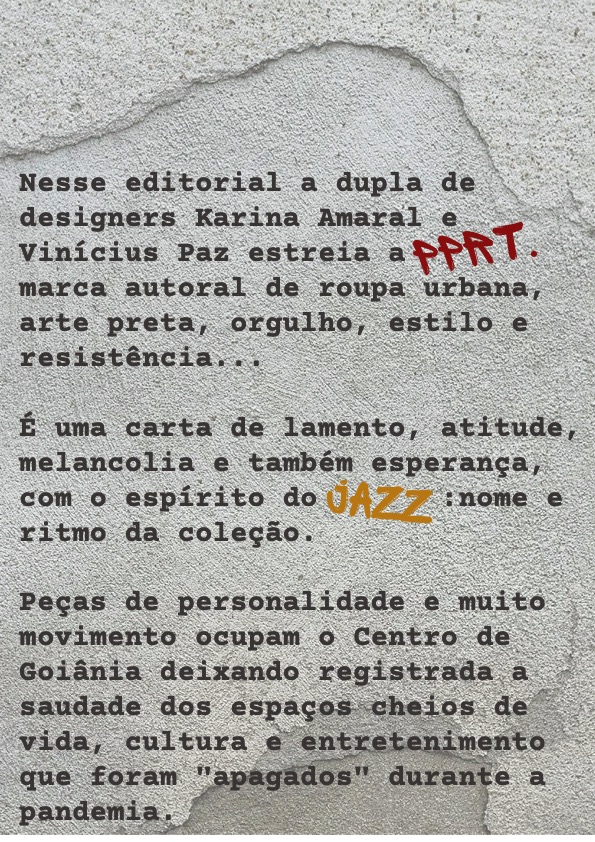 Nesse editorial a dupla de
designers Karina Amaral e
Vinícius Paz estreia a PPRT.
marca autoral de roupa urbana,
arte preta, orgulho, estilo e
resistência...
É uma carta de lamento, atitude,
melancolia e também esperança,
com o espírito do JAZZ :nome e
ritmo da coleção.
Peças de personalidade e muito
movimento ocupam o Centro de
Goiânia deixando registrada a
saudade dos espaços cheios de
vida, cultura e entretenimento
que foram "apagados" durante a
pandemia.